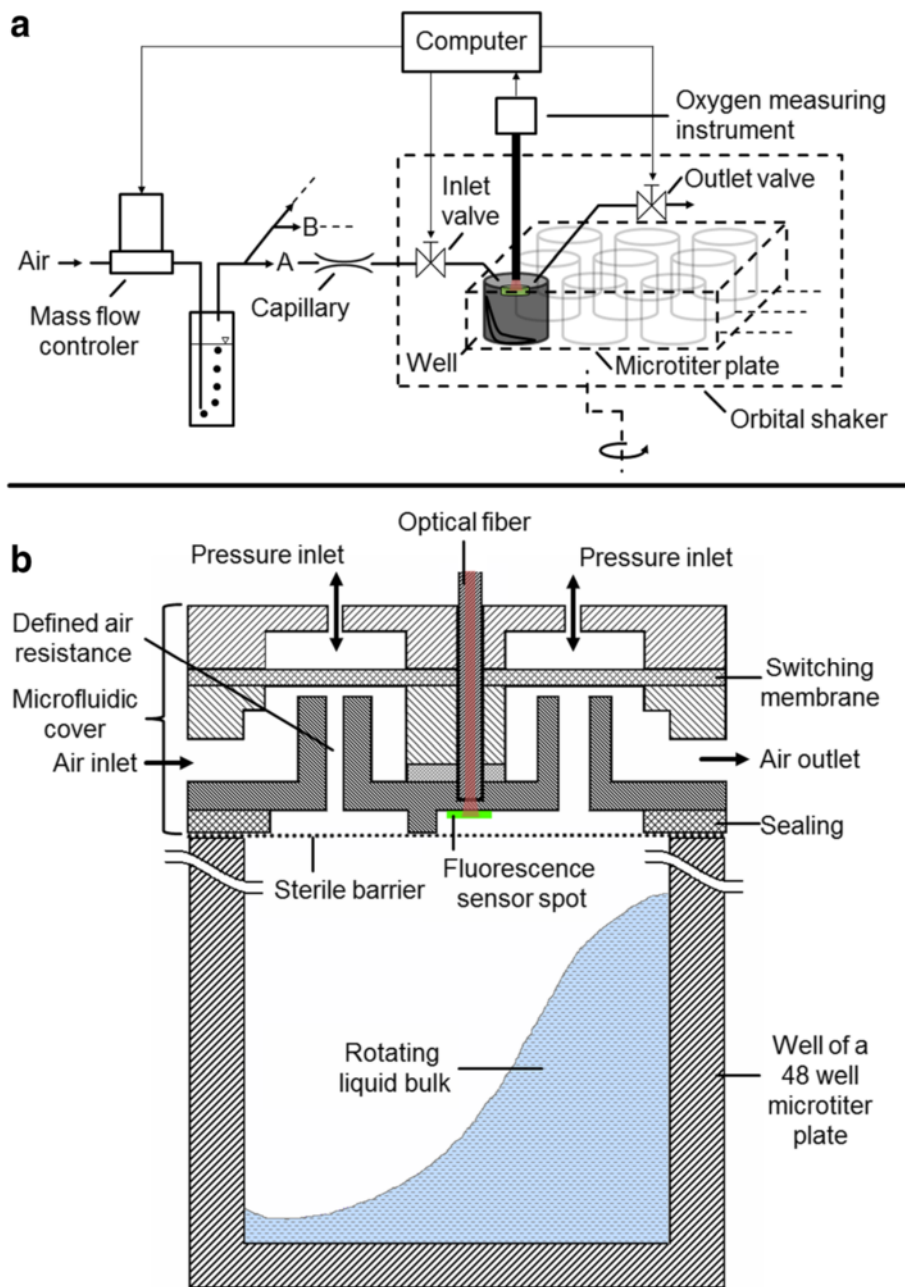 a
Computer
Oxygen measuring
instrument
Inlet
valve
Outlet valve
Air
B
A
Capillary
Mass flow
controler
Well
Microtiter plate
Orbital shaker
b
Optical fiber
Pressure inlet
Pressure inlet
Defined air
resistance
Switching
membrane
Microfluidic
cover
Air inlet
Air outlet
Sealing
Sterile barrier
Fluorescence
sensor spot
Rotating
liquid bulk
Well of a
48 well
microtiter
plate